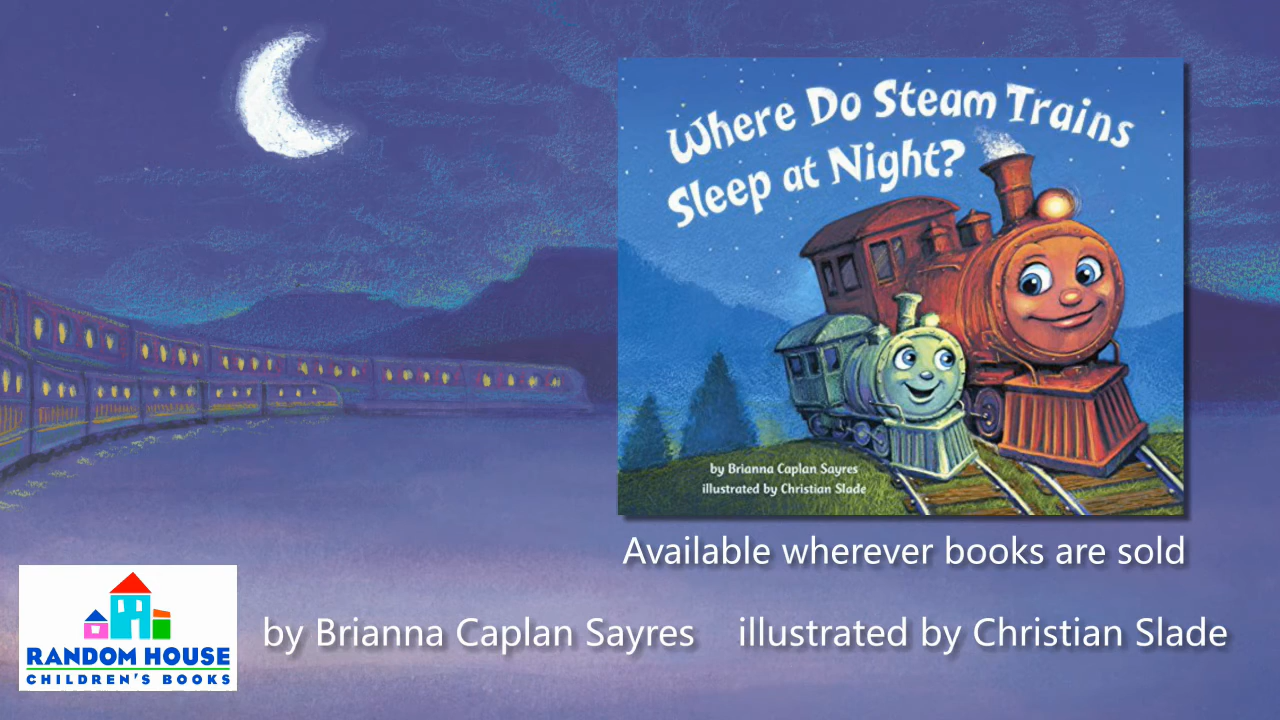 Where Do Steam Trains
Sleep at Night?
by Brianna Caplan Sayres
illustrated by Christian Slade
Available wherever books are sold
RANDOM HOUSE
CHILDREN'S BOOKS
by Brianna Caplan Sayres illustrated by Christian Slade